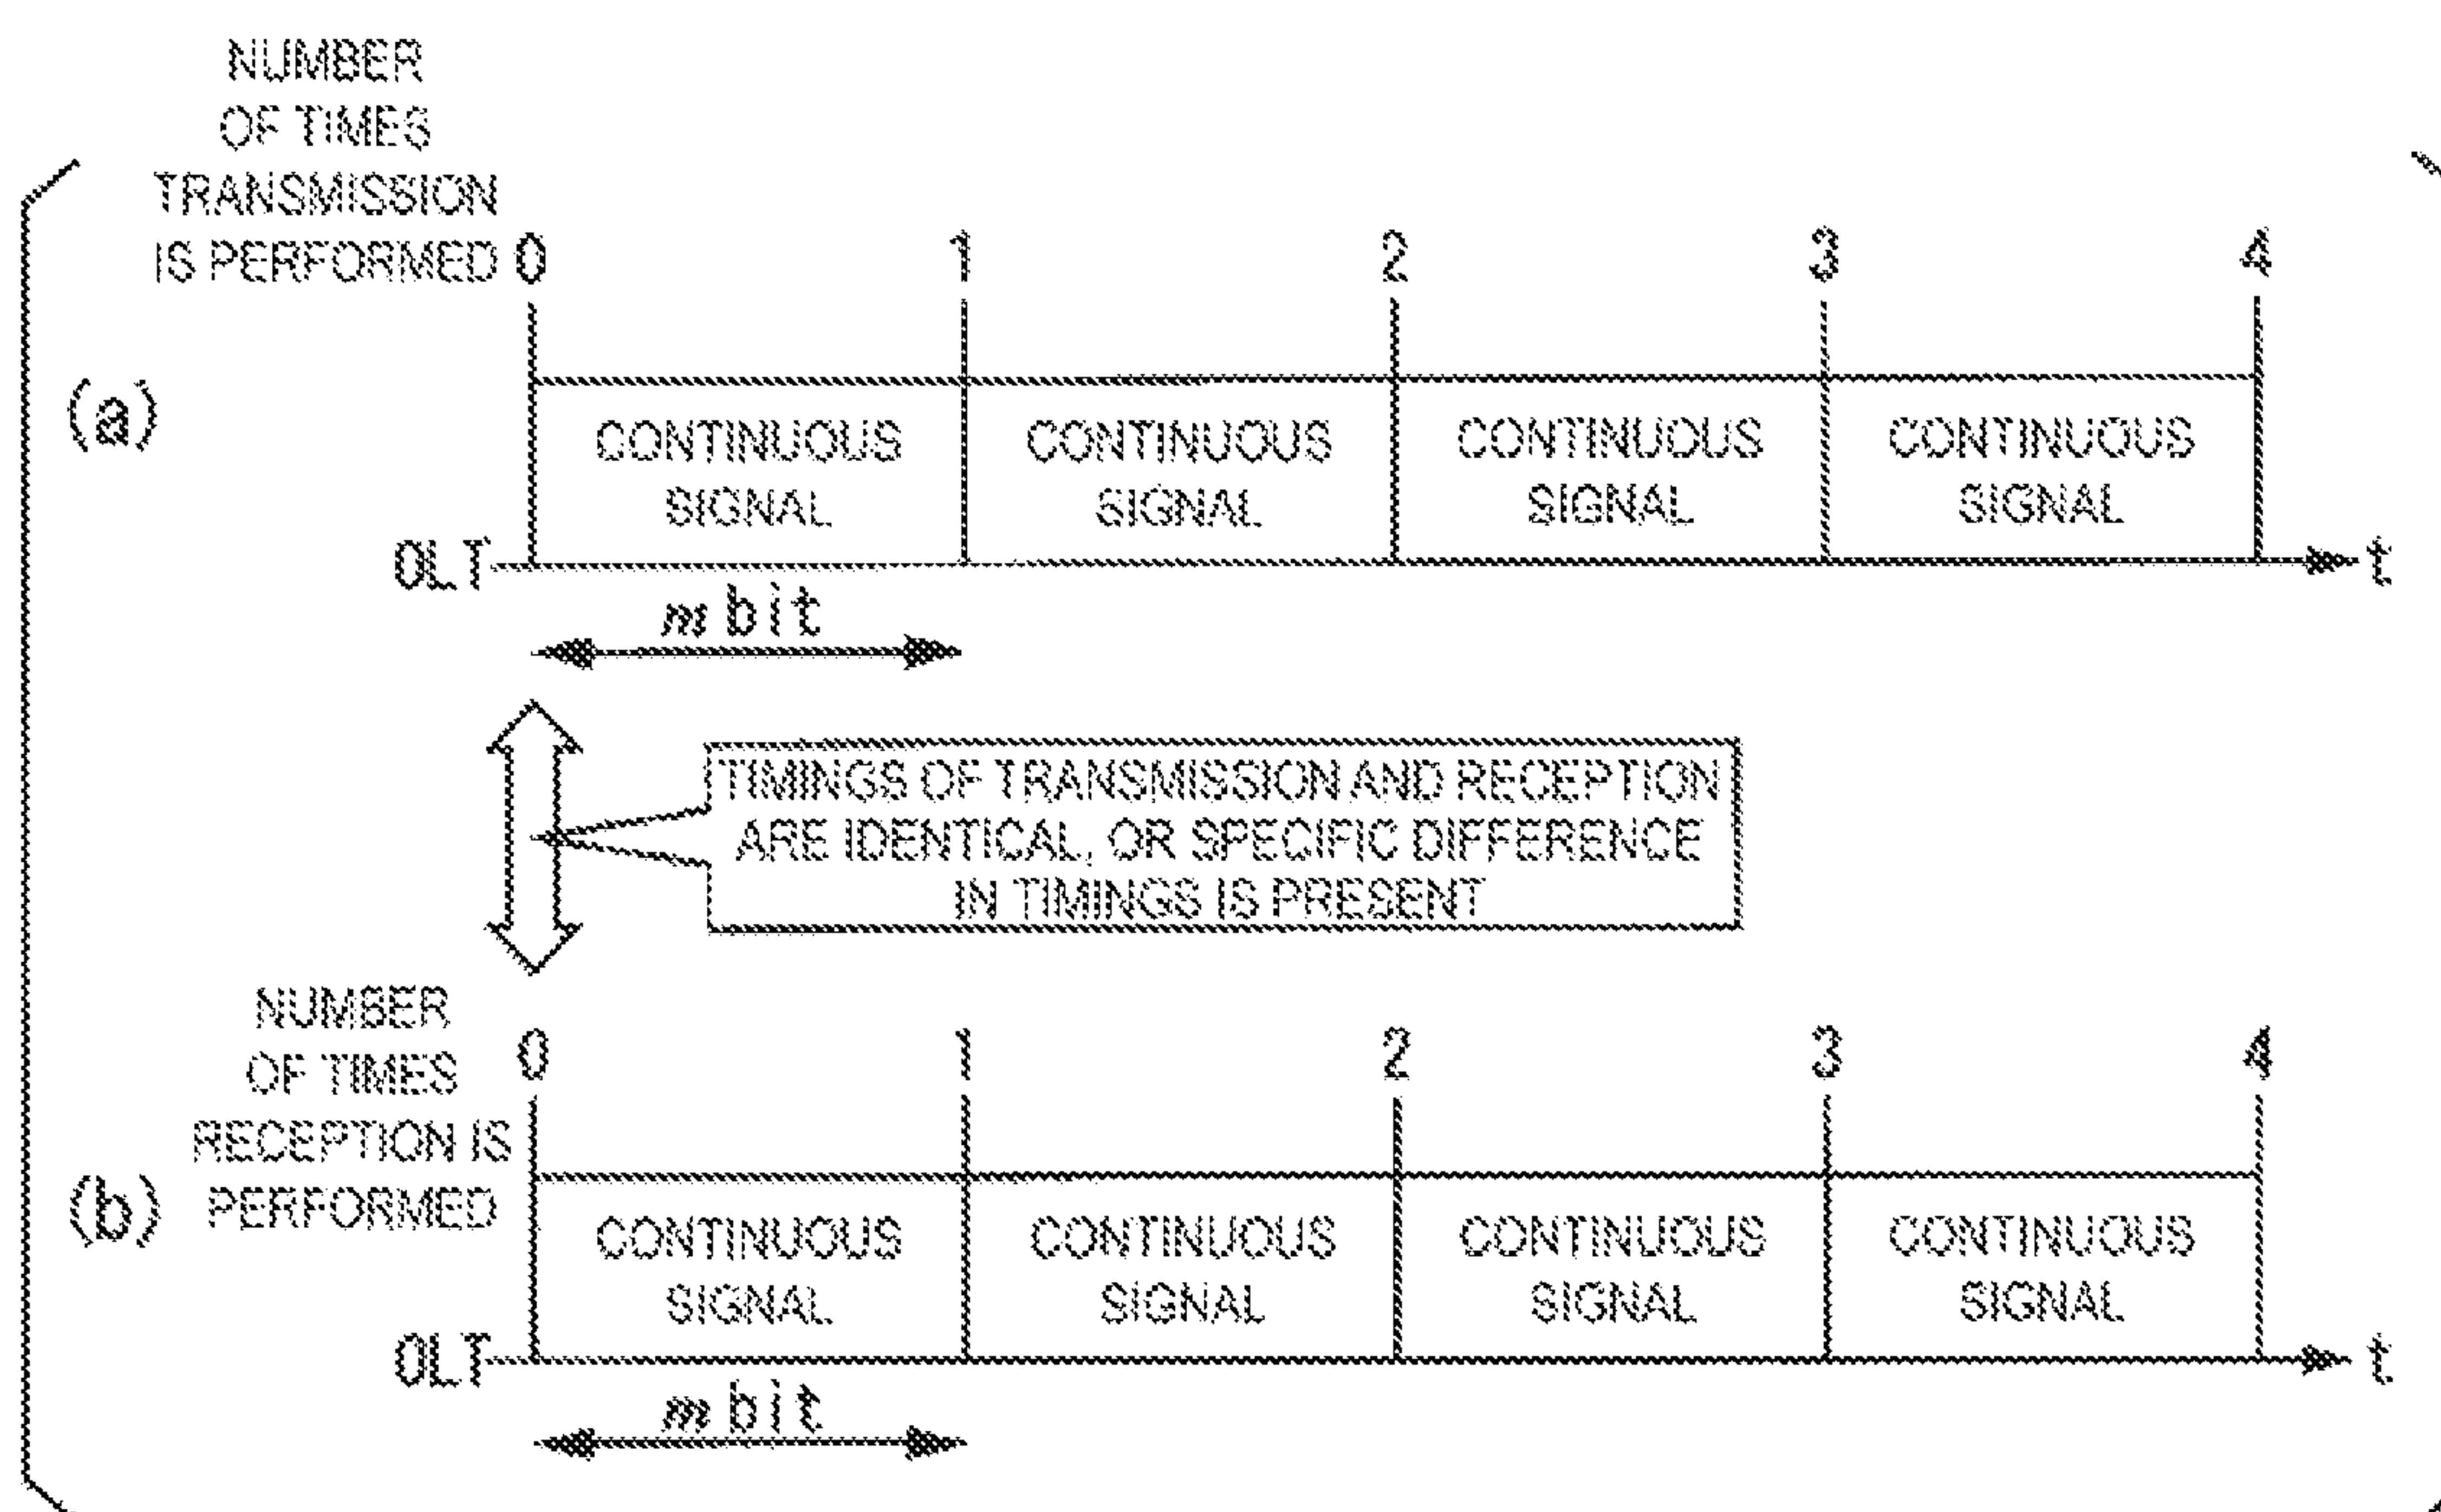 NUMBER
OF TIMES
TRANSMISSION
IS PERFORMED 0 1 2 3 4
(a)
CONTINUOUS CONTINUOUS CONTINUOUS CONTINUOUS
SIGNAL SIGNAL SIGNAL SIGNAL
OLT t
m bit
TIMINGS OF TRANSMISSION AND RECEPTION
ARE IDENTICAL, OR SPECIFIC DIFFERENCE
IN TIMINGS IS PRESENT
NUMBER
OF TIMES 0 1 2 3 4
RECEPTION IS
(b) PERFORMED
CONTINUOUS CONTINUOUS CONTINUOUS CONTINUOUS
SIGNAL SIGNAL SIGNAL SIGNAL
OLT t
m bit